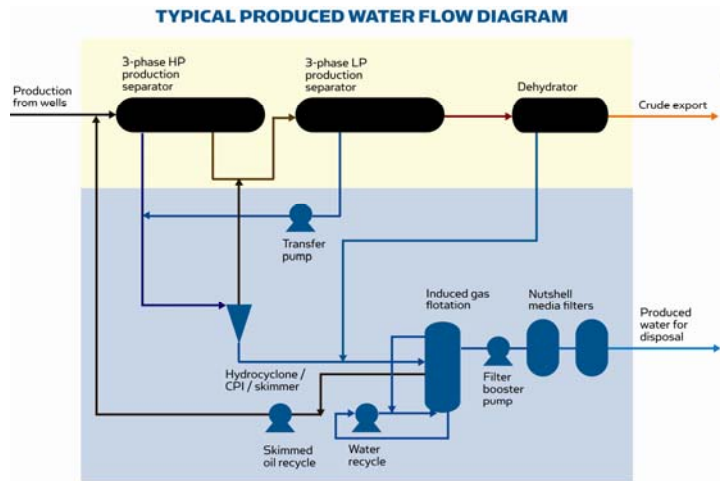 TYPICAL PRODUCED WATER FLOW DIAGRAM
3-phase HP
production
separator
3-phase LP
production
separator
Dehydrator
Production
from wells
Crude export
Transfer
pump
Induced gas
flotation
Nutshell
media filters
Produced
water for
disposal
Hydrocyclone /
CPI / skimmer
Filter
booster
pump
Skimmed
oil recycle
Water
recycle